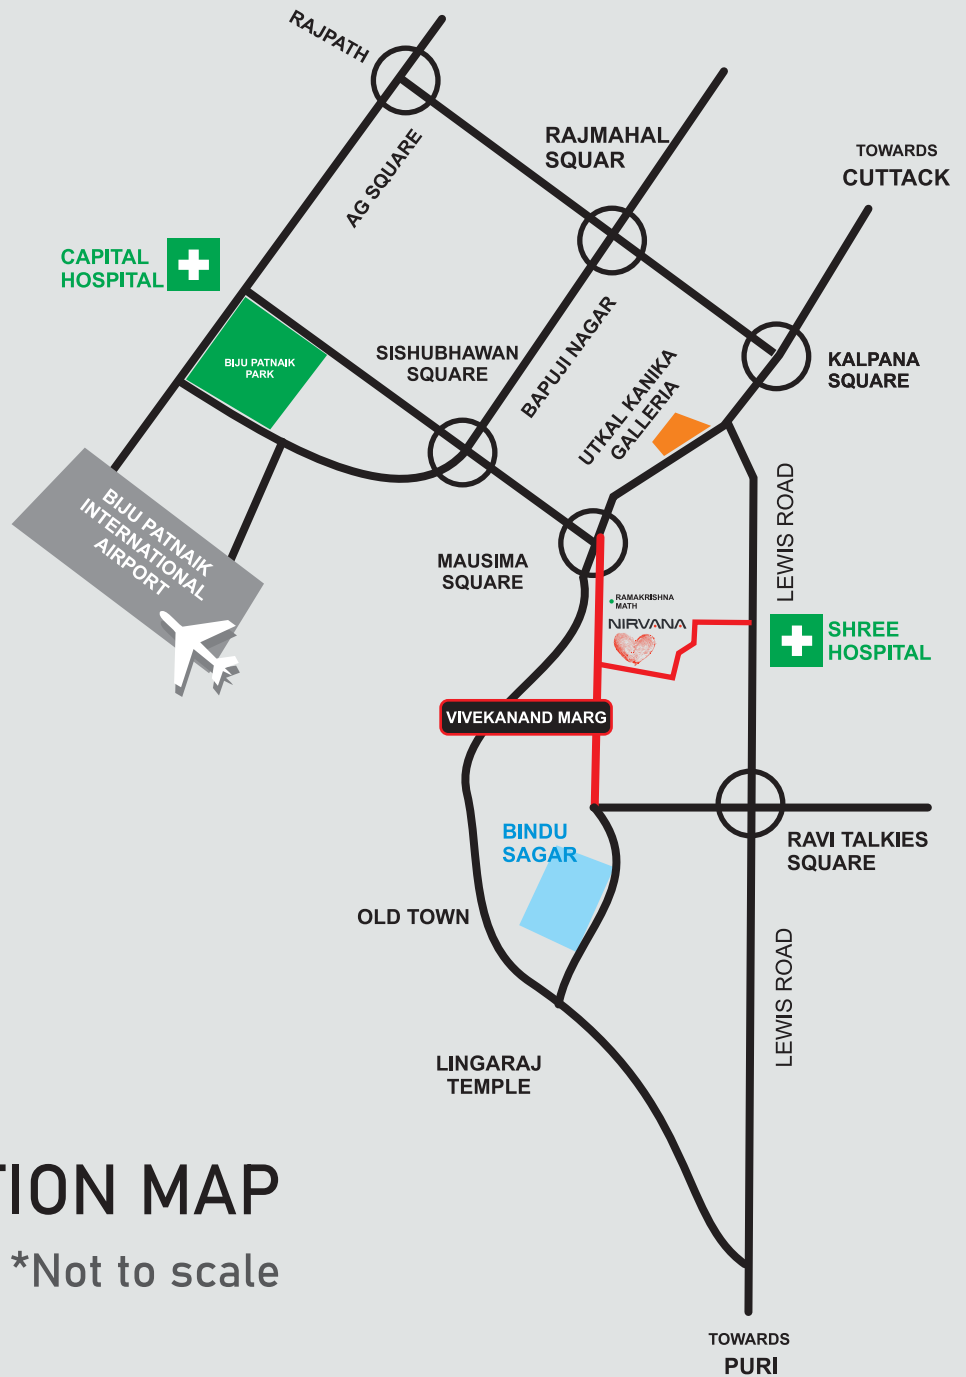 RAJPATH
AG SQUARE
RAJMAHAL
SQUAR
TOWARDS
CUTTACK
CAPITAL
HOSPITAL
BIJU PATNAIK
PARK
SISHUBHAWAN
SQUARE
BAPUJI NAGAR
UTKAL KANIKA
GALLERIA
KALPANA
SQUARE
BIJU PATNAIK
INTERNATIONAL
AIRPORT
MAUSIMA
SQUARE
LEWIS ROAD
RAMAKRISHNA
MATH
NIRVANA
SHREE
HOSPITAL
VIVEKANAND MARG
BINDU
SAGAR
RAVI TALKIES
SQUARE
OLD TOWN
LEWIS ROAD
LINGARAJ
TEMPLE
TION MAP
*Not to scale
TOWARDS
PURI